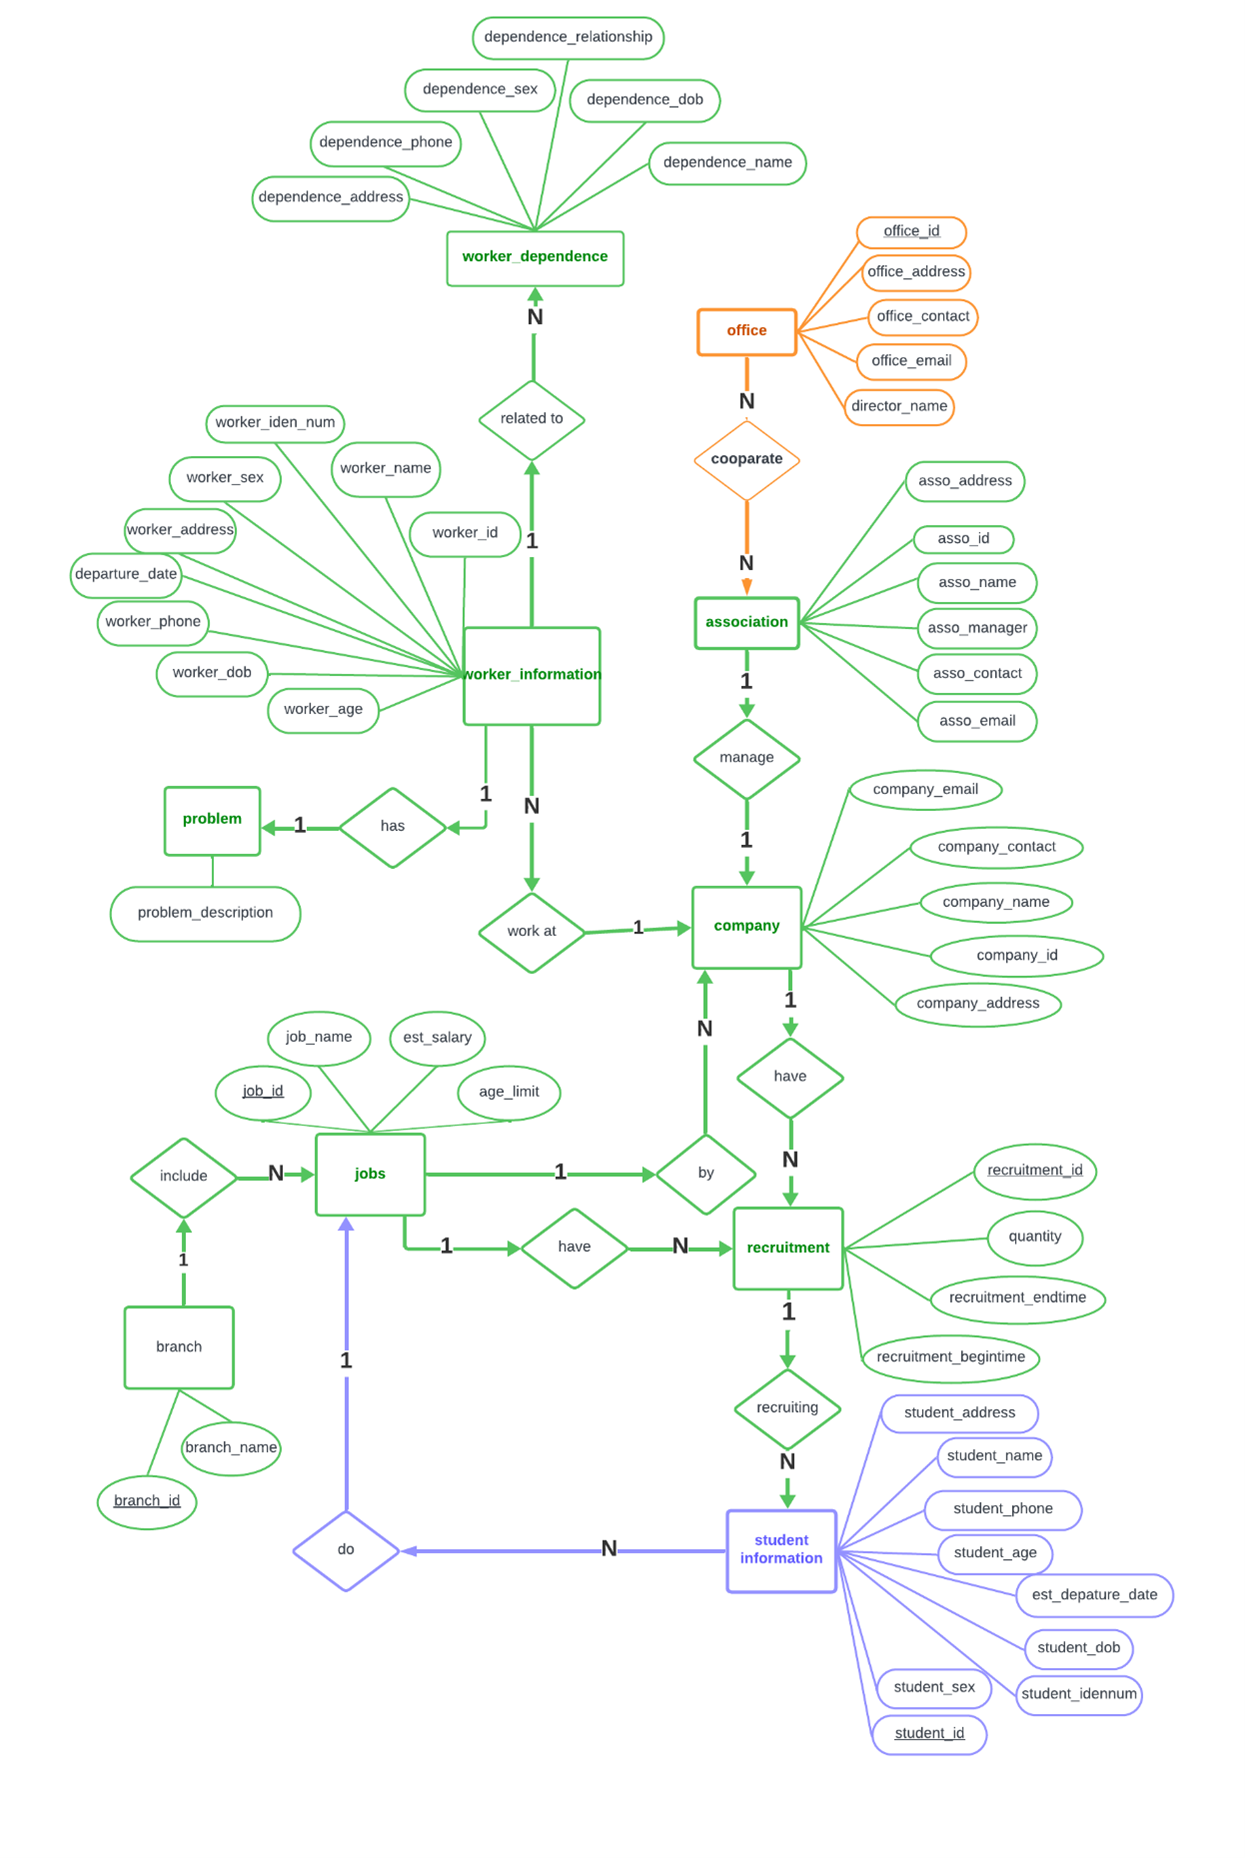 dependence_relationship
dependence_sex
dependence_dob
dependence_phone
dependence_name
dependence_address
worker_dependence
office_id
office_address
office_contact
office_email
director_name
office
N
N
cooparate
related to
worker_iden_num
worker_name
worker_sex
worker_id
worker_address
departure_date
worker_phone
worker_dob
worker_age
1
worker_information
asso_address
asso_id
asso_name
asso_manager
asso_contact
asso_email
N
association
1
manage
1
1
N
problem
1
has
problem_description
work at
1
company
company_email
company_contact
company_name
company_id
company_address
1
N
have
N
job_name
est_salary
job_id
age_limit
include
N
jobs
1
by
1
have
N
recruitment
recruitment_id
quantity
recruitment_endtime
recruitment_begintime
1
branch
branch_name
branch_id
1
1
recruiting
N
student_address
student_name
student_phone
student_age
est_depature_date
student_dob
student_idennum
student_sex
student_id
do
N
student
information